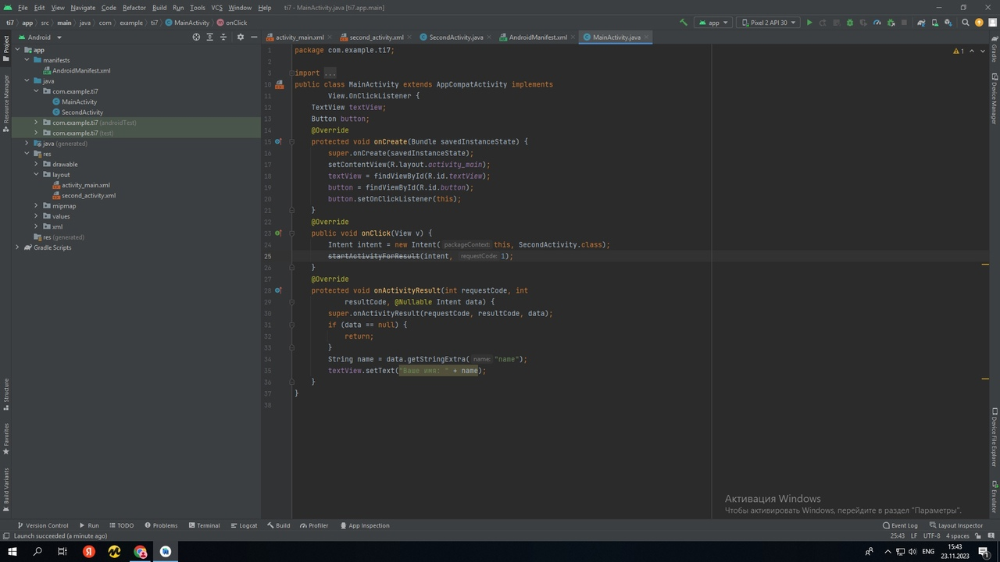 File Edit View Navigate Code Refactor Build Run Tools VCS Window Help ti7 - MainActivity.java [ti7.app.main]
ti7 app src main java com example ti7 MainActivity onClick
app Pixel 2 API 30
Android
activity_main.xml second_activity.xml SecondActivity.java AndroidManifest.xml MainActivity.java
Project
Resource Manager
Structure
Favorites
Build Variants
app
manifests
AndroidManifest.xml
java
com.example.ti7
MainActivity
SecondActivity
com.example.ti7 (androidTest)
com.example.ti7 (test)
java (generated)
res
drawable
layout
activity_main.xml
second_activity.xml
mipmap
values
xml
res (generated)
Gradle Scripts
1 package com.example.ti7;
2
3 import ...
10 public class MainActivity extends AppCompatActivity implements
11 View.OnClickListener {
12 TextView textView;
13 Button button;
14 @Override
15 protected void onCreate(Bundle savedInstanceState) {
16 super.onCreate(savedInstanceState);
17 setContentView(R.layout.activity_main);
18 textView = findViewById(R.id.textView);
19 button = findViewById(R.id.button);
20 button.setOnClickListener(this);
21 }
22 @Override
23 public void onClick(View v) {
24 Intent intent = new Intent( packageContext: this, SecondActivity.class);
25 startActivityForResult(intent, requestCode: 1);
26 }
27 @Override
28 protected void onActivityResult(int requestCode, int
29 resultCode, @Nullable Intent data) {
30 super.onActivityResult(requestCode, resultCode, data);
31 if (data == null) {
32 return;
33 }
34 String name = data.getStringExtra( name: "name");
35 textView.setText("Ваше имя: " + name);
36 }
37 }
38
1
Gradle
Device Manager
Device File Explorer
Emulator
Активация Windows
Чтобы активировать Windows, перейдите в раздел "Параметры".
Version Control Run TODO Problems Terminal Logcat Build Profiler App Inspection Event Log Layout Inspector
Launch succeeded (a minute ago) 25:43 LF UTF-8 4 spaces
Я ENG 15:43
23.11.2023 1